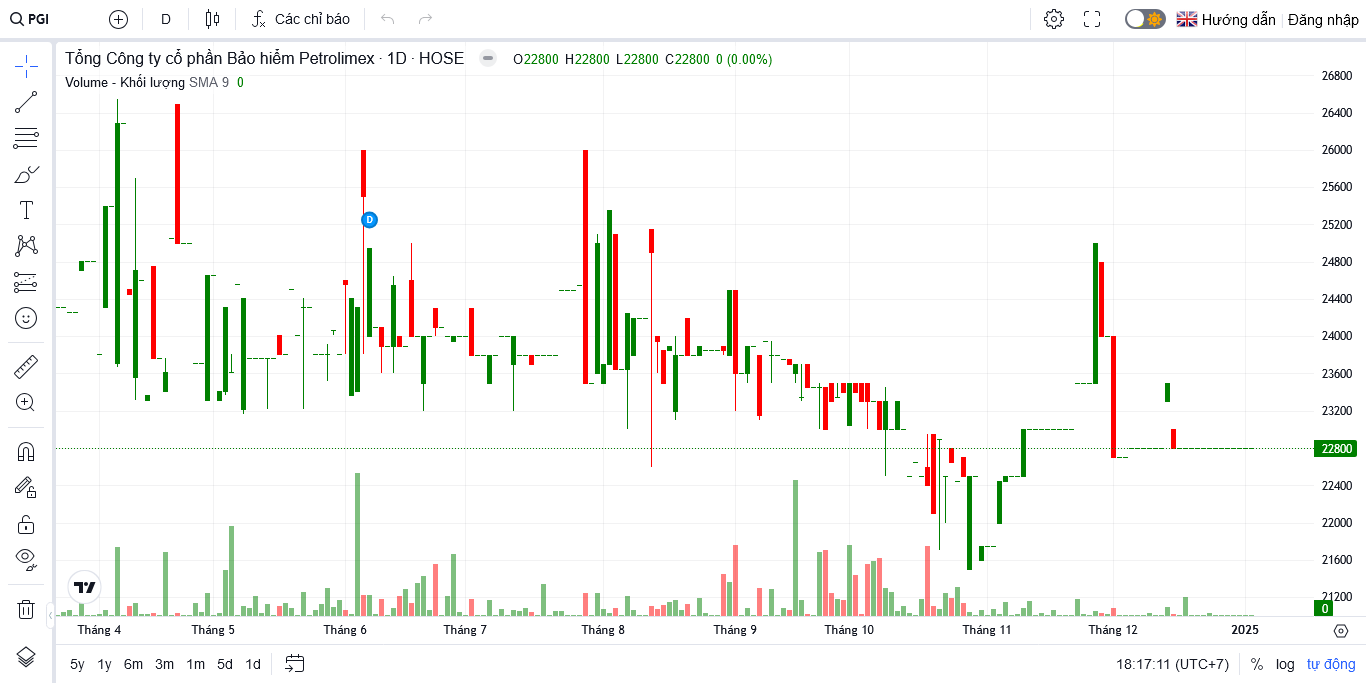 PGI D Các chỉ báo Hướng dẫn Đăng nhập
Tổng Công ty cổ phần Bảo hiểm Petrolimex · 1D · HOSE O22800 H22800 L22800 C22800 0 (0.00%)
Volume - Khối lượng SMA 9 0
26800
26400
26000
25600
25200
D
24800
24400
24000
23600
23200
22800
22400
22000
21600
21200
0
Tháng 4 Tháng 5 Tháng 6 Tháng 7 Tháng 8 Tháng 9 Tháng 10 Tháng 11 Tháng 12 2025
5y 1y 6m 3m 1m 5d 1d 18:17:11 (UTC+7) % log tự động